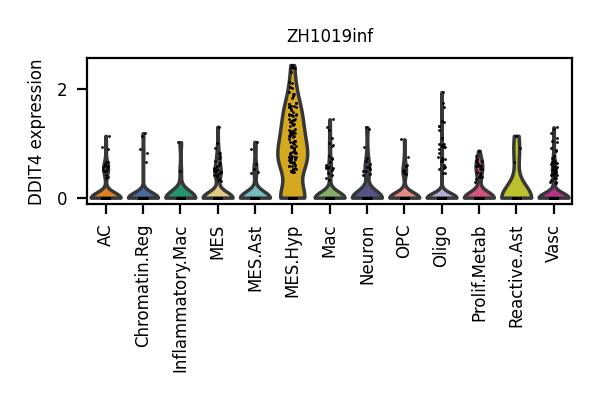 ZH1019inf
DDIT4 expression
2
0
AC
Chromatin.Reg
Inflammatory.Mac
MES
MES.Ast
MES.Hyp
Mac
Neuron
OPC
Oligo
Prolif.Metab
Reactive.Ast
Vasc